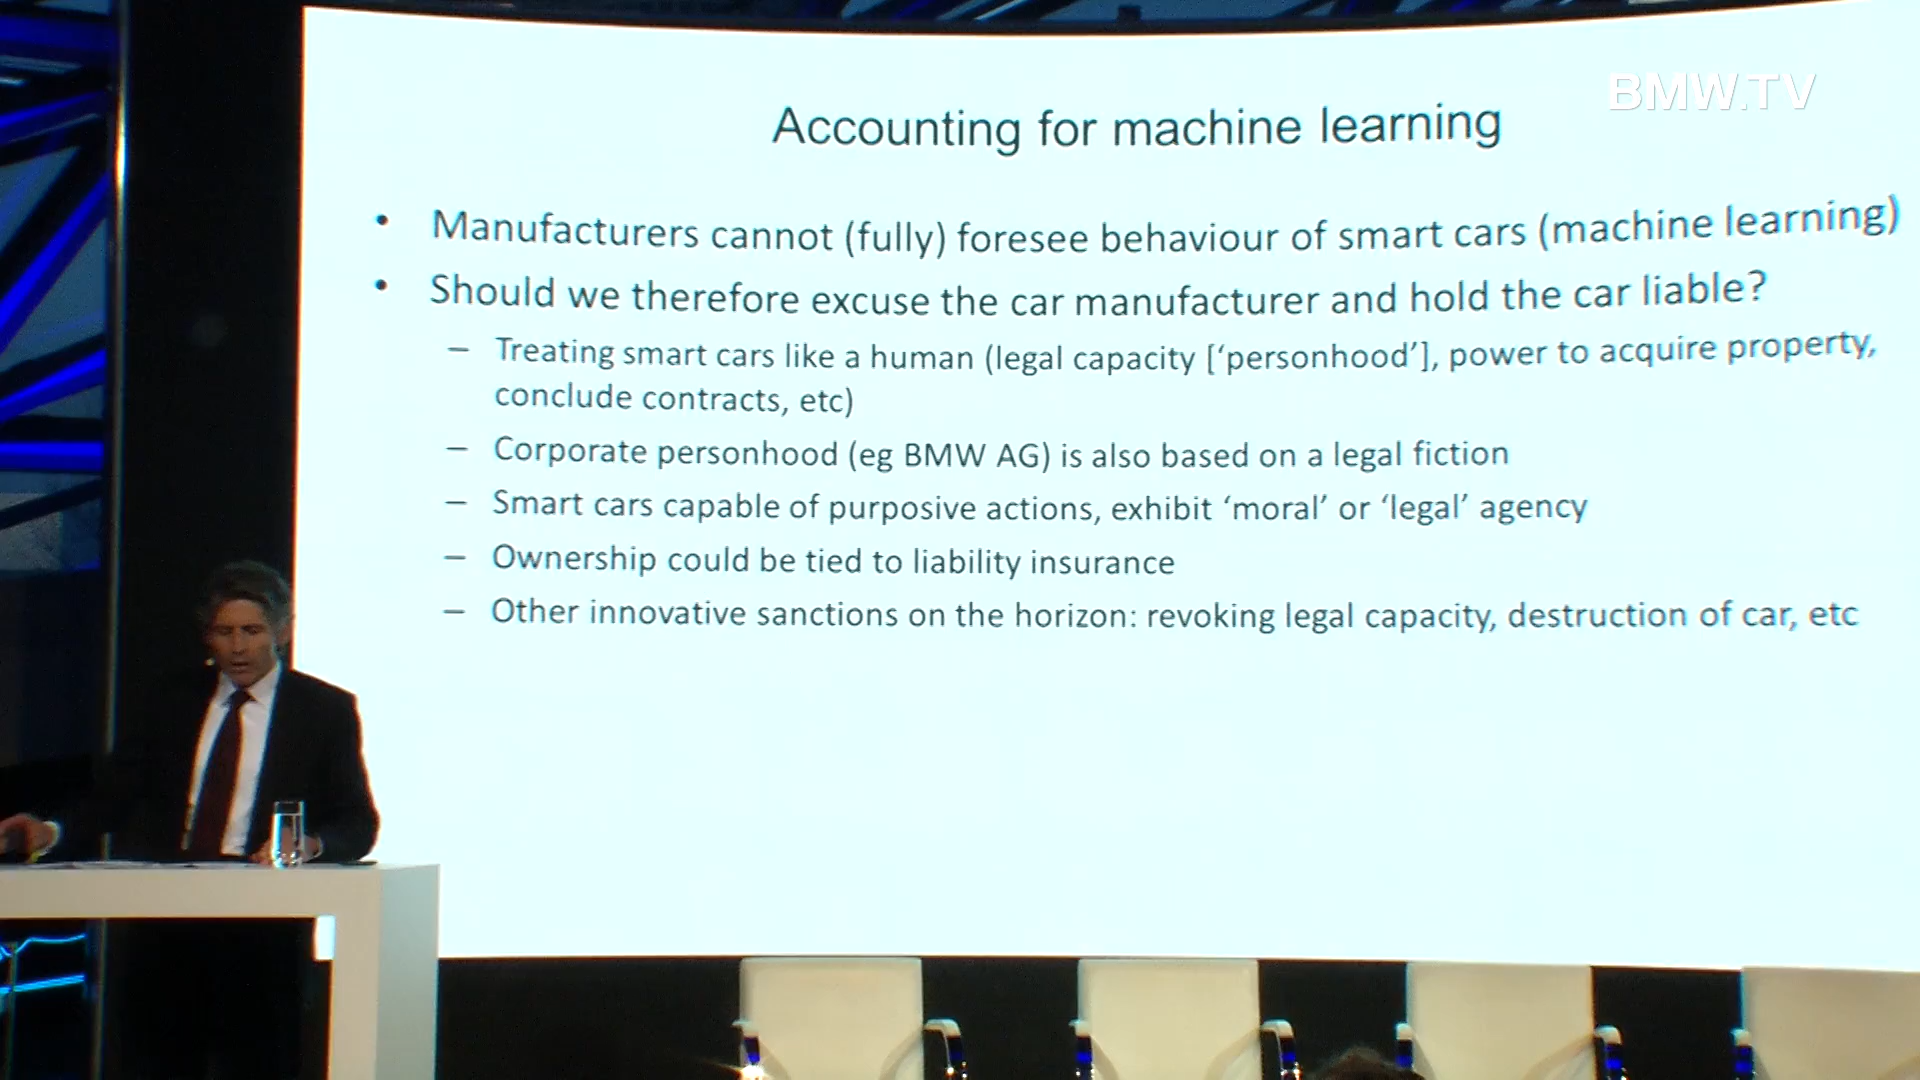 BMW.TV
Accounting for machine learning
• Manufacturers cannot (fully) foresee behaviour of smart cars (machine learning)
• Should we therefore excuse the car manufacturer and hold the car liable?
– Treating smart cars like a human (legal capacity [‘personhood’], power to acquire property,
conclude contracts, etc)
– Corporate personhood (eg BMW AG) is also based on a legal fiction
– Smart cars capable of purposive actions, exhibit ‘moral’ or ‘legal’ agency
– Ownership could be tied to liability insurance
– Other innovative sanctions on the horizon: revoking legal capacity, destruction of car, etc